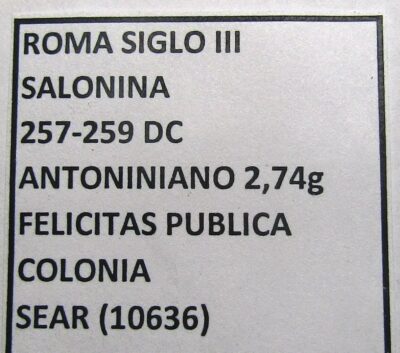 ROMA SIGLO III
SALONINA
257-259 DC
ANTONINIANO 2,74g
FELICITAS PUBLICA
COLONIA
SEAR (10636)